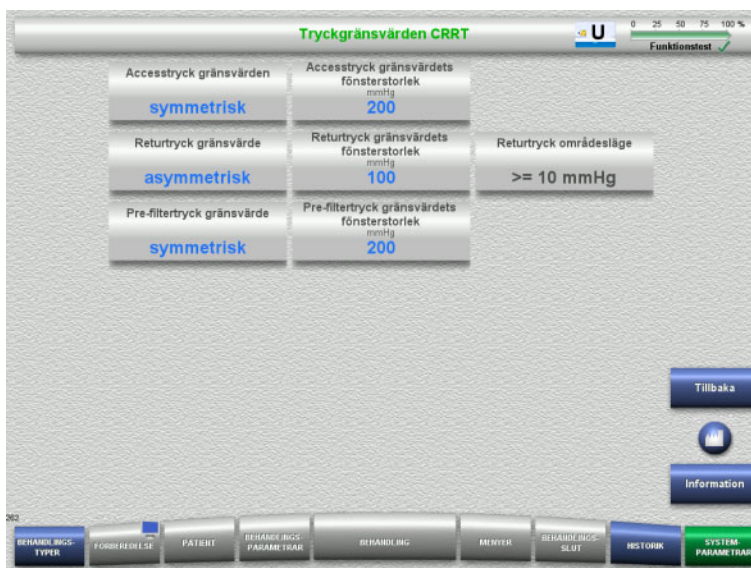 Tryckgränsvärden CRRT
U
0 25 50 75 100 %
Funktionstest
Accesstryck gränsvärden
symmetrisk
Accesstryck gränsvärdets
fönsterstorlek
mmHg
200
Returtryck gränsvärde
asymmetrisk
Returtryck gränsvärdets
fönsterstorlek
mmHg
100
Returtryck områdesläge
>= 10 mmHg
Pre-filtertryck gränsvärde
symmetrisk
Pre-filtertryck gränsvärdets
fönsterstorlek
mmHg
200
Tillbaka
Information
262
BEHANDLINGS-
TYPER
FÖRBEREDELSE
PATIENT
BEHANDLINGS-
PARAMETRAR
BEHANDLING
MENYER
BEHANDLINGS-
SLUT
HISTORIK
SYSTEM-
PARAMETRAR